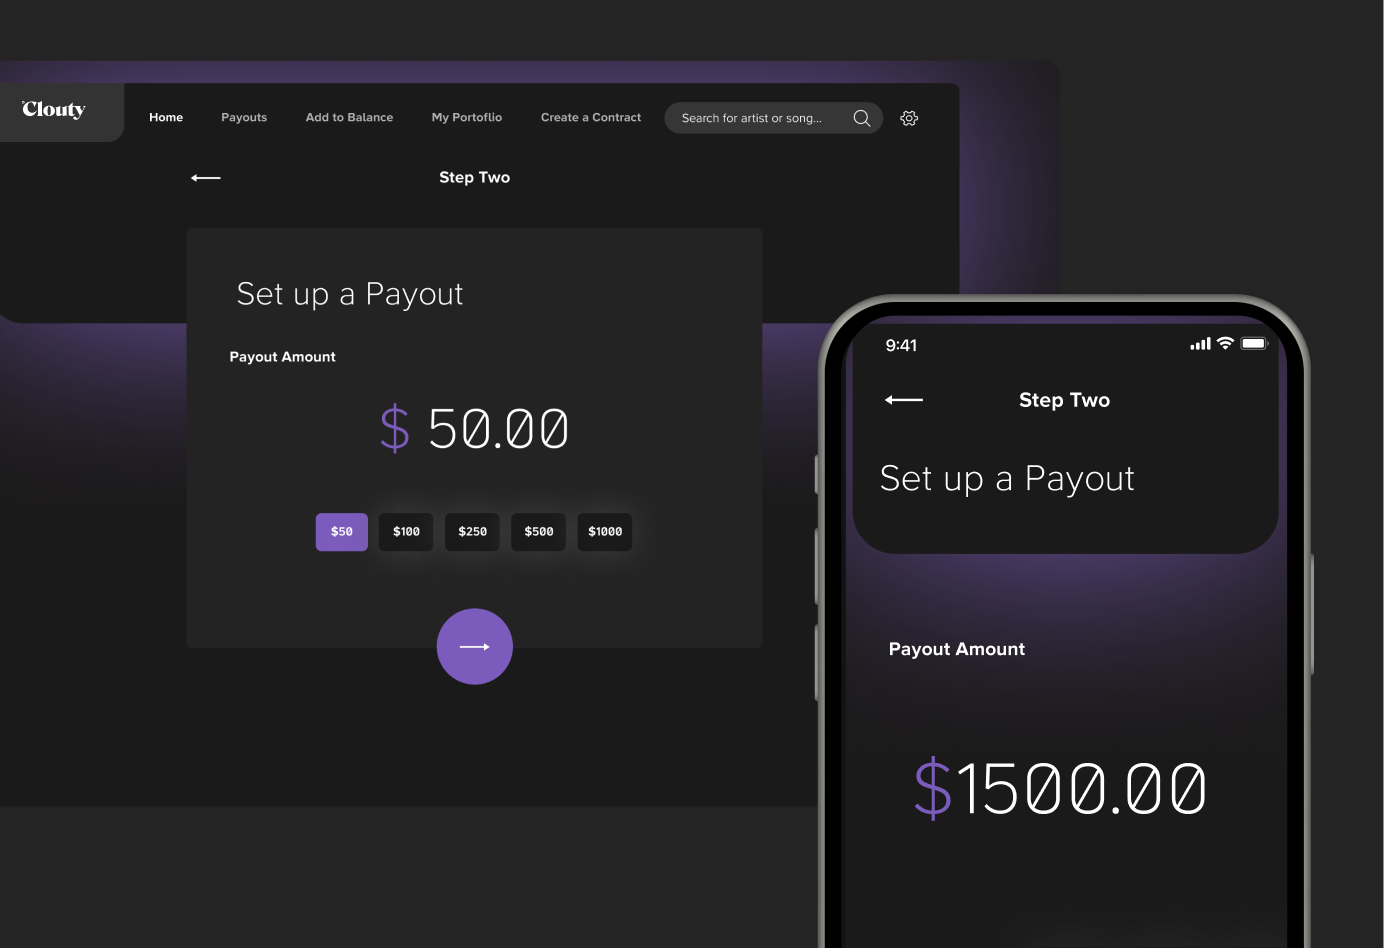 Clouty
Home Payouts Add to Balance My Portoflio Create a Contract Search for artist or song...
Step Two
Set up a Payout
Payout Amount
$ 50.00
$50 $100 $250 $500 $1000
9:41
Step Two
Set up a Payout
Payout Amount
$1500.00